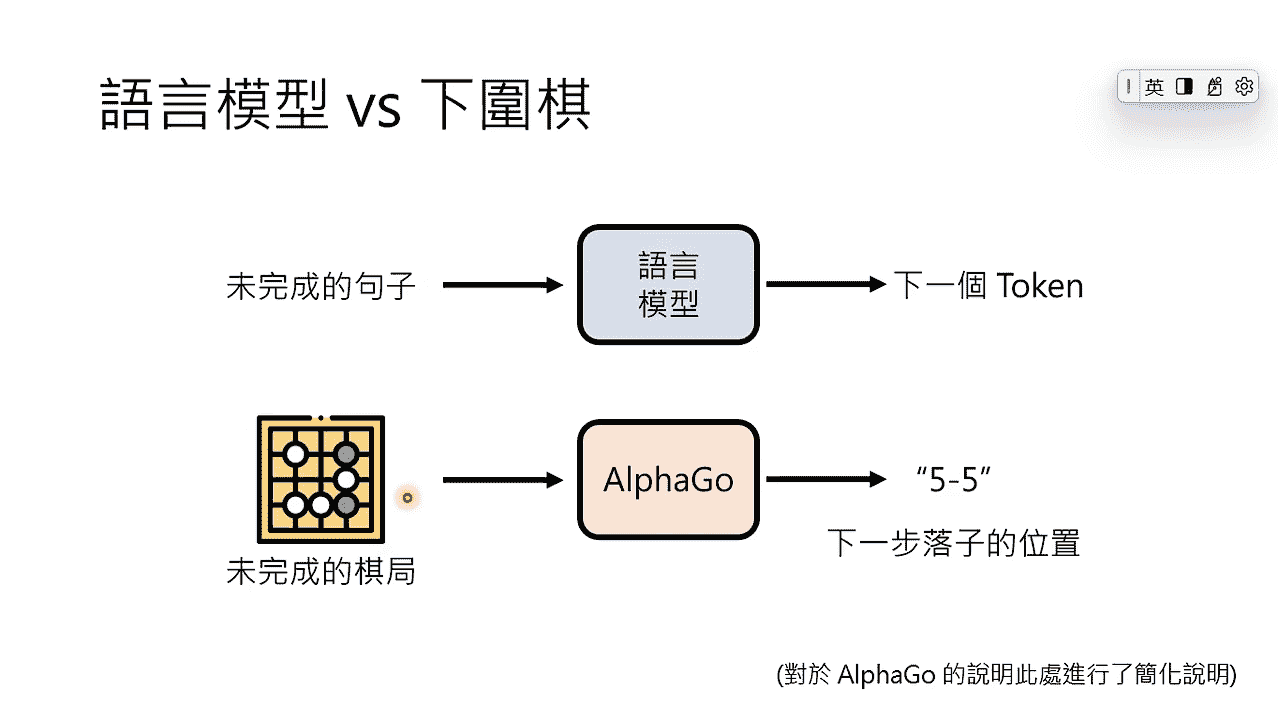 語言模型 vs 下圍棋
英
未完成的句子
語言
模型
下一個 Token
AlphaGo
“5-5”
下一步落子的位置
未完成的棋局
(對於 AlphaGo 的說明此處進行了簡化說明)